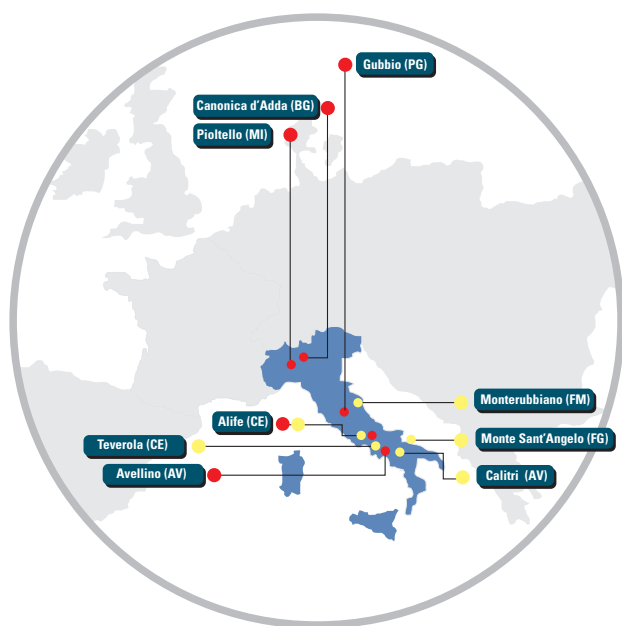 Gubbio (PG)
Canonica d'Adda (BG)
Pioltello (MI)
Monterubbiano (FM)
Alife (CE)
Monte Sant'Angelo (FG)
Teverola (CE)
Avellino (AV)
Calitri (AV)